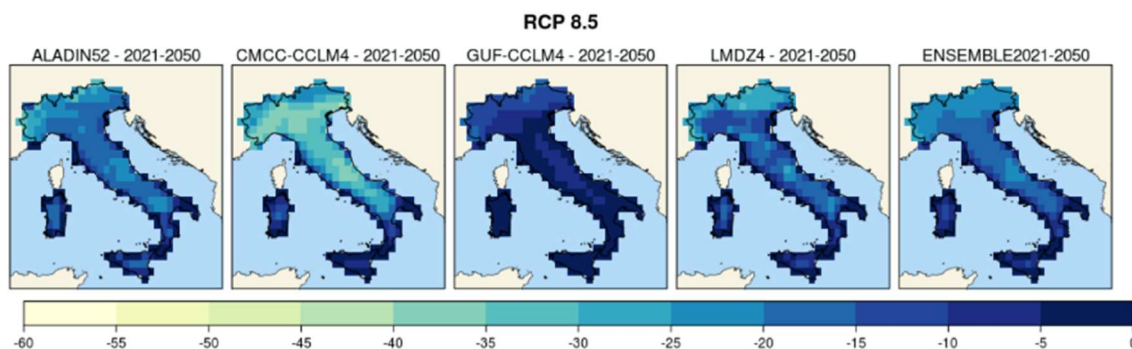 RCP 8.5
ALADIN52 - 2021-2050 CMCC-CCLM4 - 2021-2050 GUF-CCLM4 - 2021-2050 LMDZ4 - 2021-2050 ENSEMBLE2021-2050
-60 -55 -50 -45 -40 -35 -30 -25 -20 -15 -10 -5 0